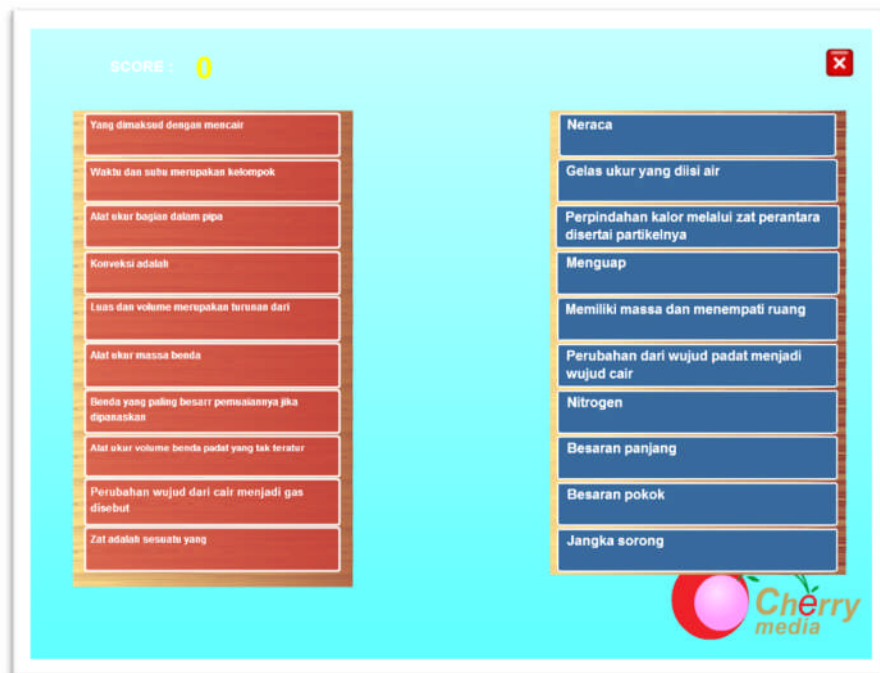 SCORE : 0
Yang dimaksud dengan mencair
Waktu dan suhu merupakan kelompok
Alat ukur bagian dalam pipa
Konveksi adalah
Luas dan volume merupakan turunan dari
Alat ukur massa benda
Benda yang paling besarr pemuaiannya jika
dipanaskan
Alat ukur volume benda padat yang tak teratur
Perubahan wujud dari cair menjadi gas
disebut
Zat adalah sesuatu yang
Neraca
Gelas ukur yang diisi air
Perpindahan kalor melalui zat perantara
disertai partikelnya
Menguap
Memiliki massa dan menempati ruang
Perubahan dari wujud padat menjadi
wujud cair
Nitrogen
Besaran panjang
Besaran pokok
Jangka sorong
Cherry
media